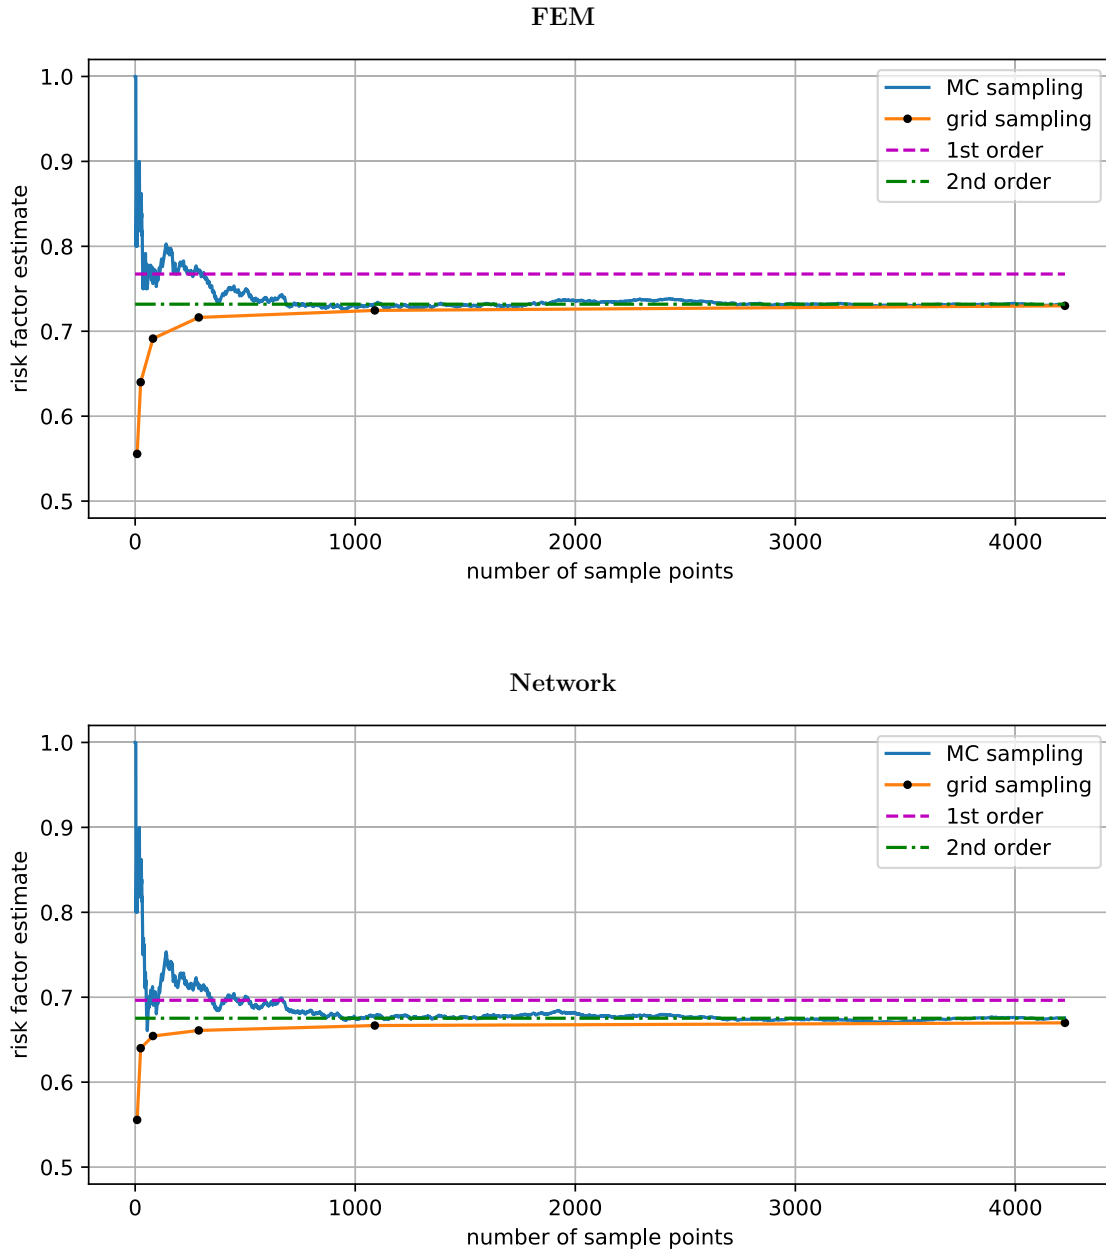 FEM
1.0
0.9
0.8
0.7
0.6
0.5
risk factor estimate
MC sampling
grid sampling
1st order
2nd order
0 1000 2000 3000 4000
number of sample points
Network
1.0
0.9
0.8
0.7
0.6
0.5
risk factor estimate
MC sampling
grid sampling
1st order
2nd order
0 1000 2000 3000 4000
number of sample points